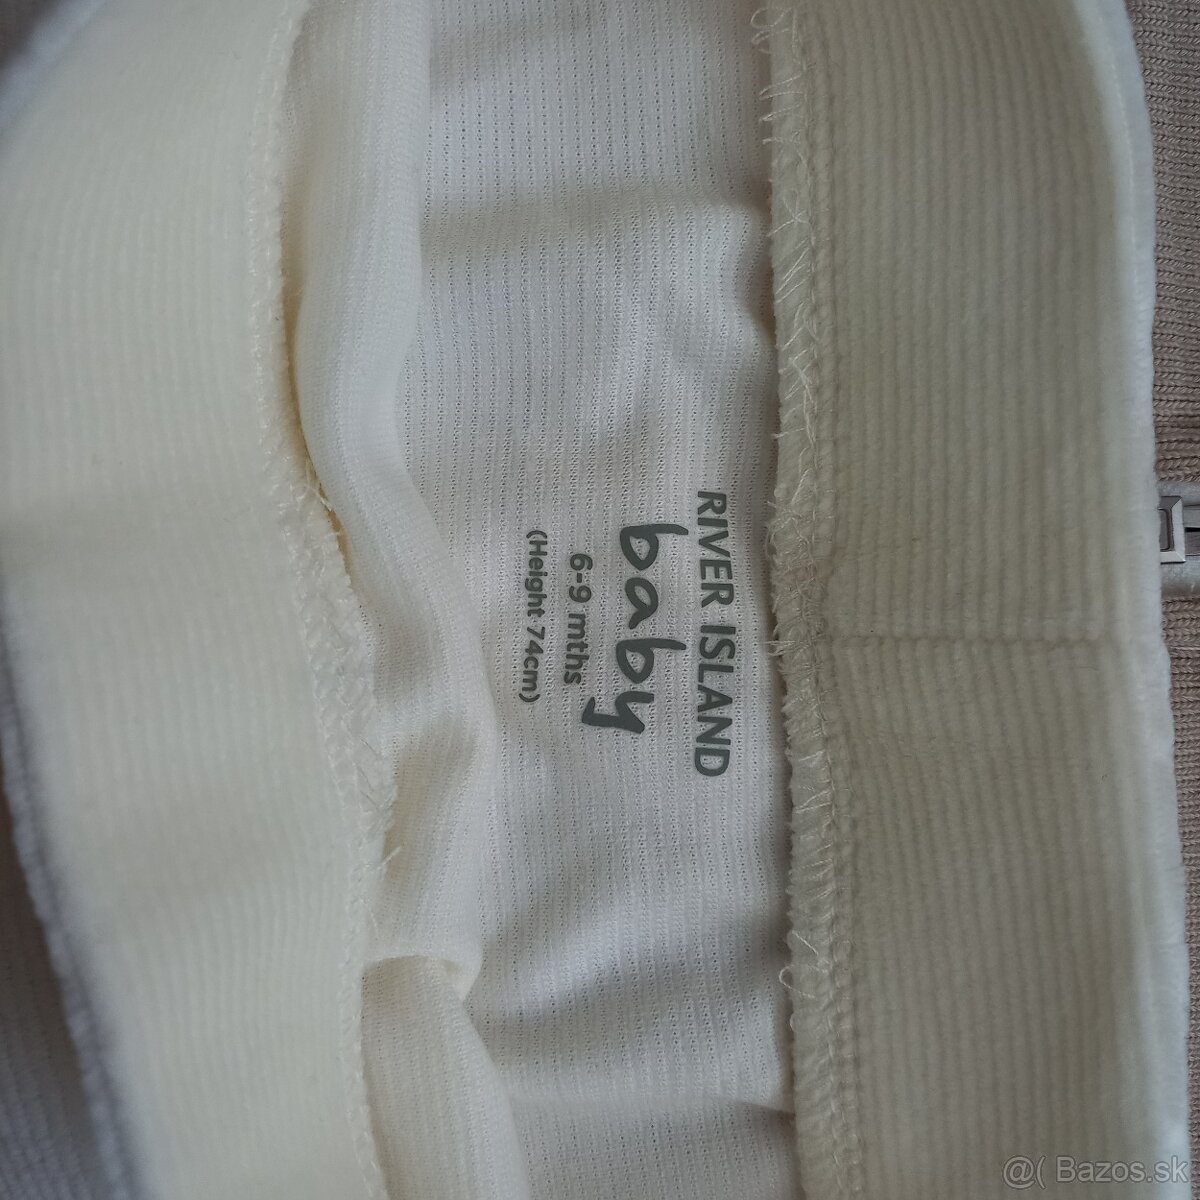 RIVER ISLAND
baby
6-9 mths
(Height 74cm)
@( Bazos.sk